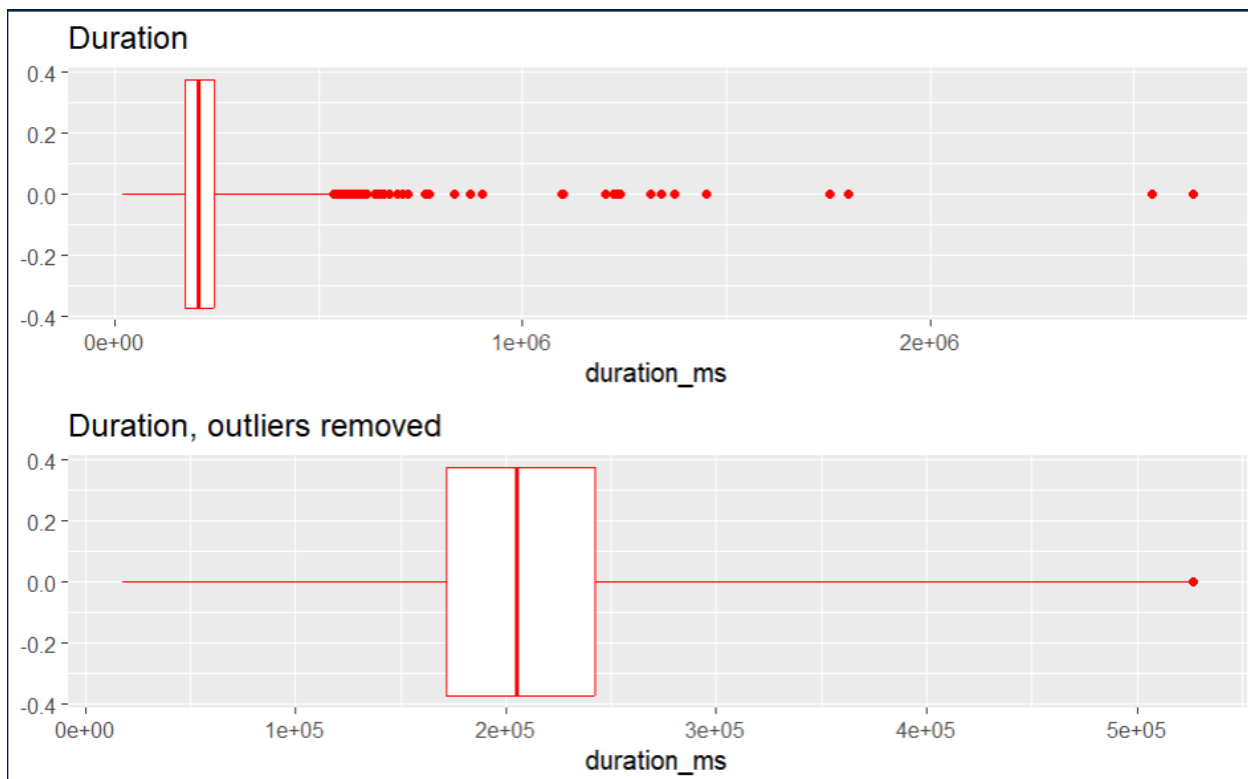 Duration
0.4
0.2
0.0
-0.2
-0.4
0e+00 1e+06 2e+06
duration_ms
Duration, outliers removed
0.4
0.2
0.0
-0.2
-0.4
0e+00 1e+05 2e+05 3e+05 4e+05 5e+05
duration_ms